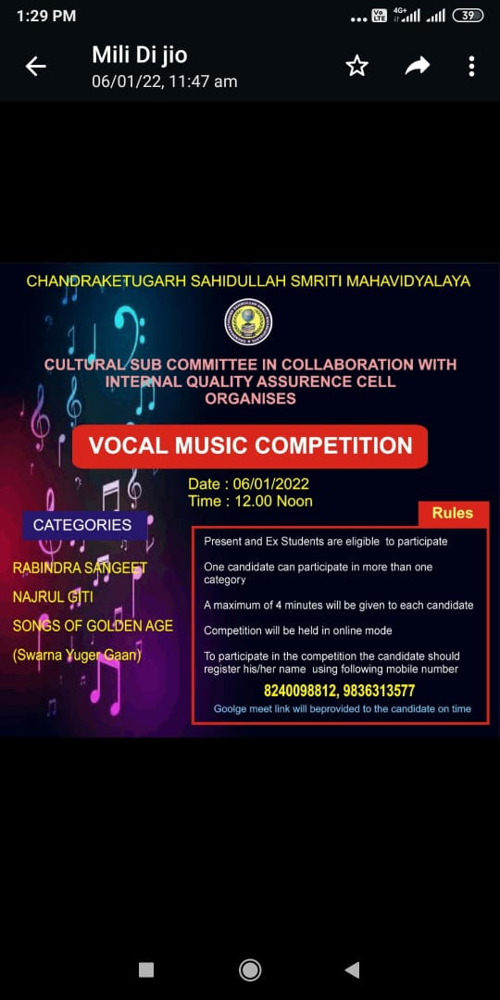 1:29 PM
Vo LTE 4G+ 39
Mili Di jio
06/01/22, 11:47 am
CHANDRAKETUGARH SAHIDULLAH SMRITI MAHAVIDYALAYA
CULTURAL SUB COMMITTEE IN COLLABORATION WITH
INTERNAL QUALITY ASSURENCE CELL
ORGANISES
VOCAL MUSIC COMPETITION
Date : 06/01/2022
Time : 12.00 Noon
CATEGORIES
RABINDRA SANGEET
NAJRUL GITI
SONGS OF GOLDEN AGE
(Swarna Yuger Gaan)
Rules
Present and Ex Students are eligible to participate
One candidate can participate in more than one
category
A maximum of 4 minutes will be given to each candidate
Competition will be held in online mode
To participate in the competition the candidate should
register his/her name using following mobile number
8240098812, 9836313577
Goolge meet link will beprovided to the candidate on time